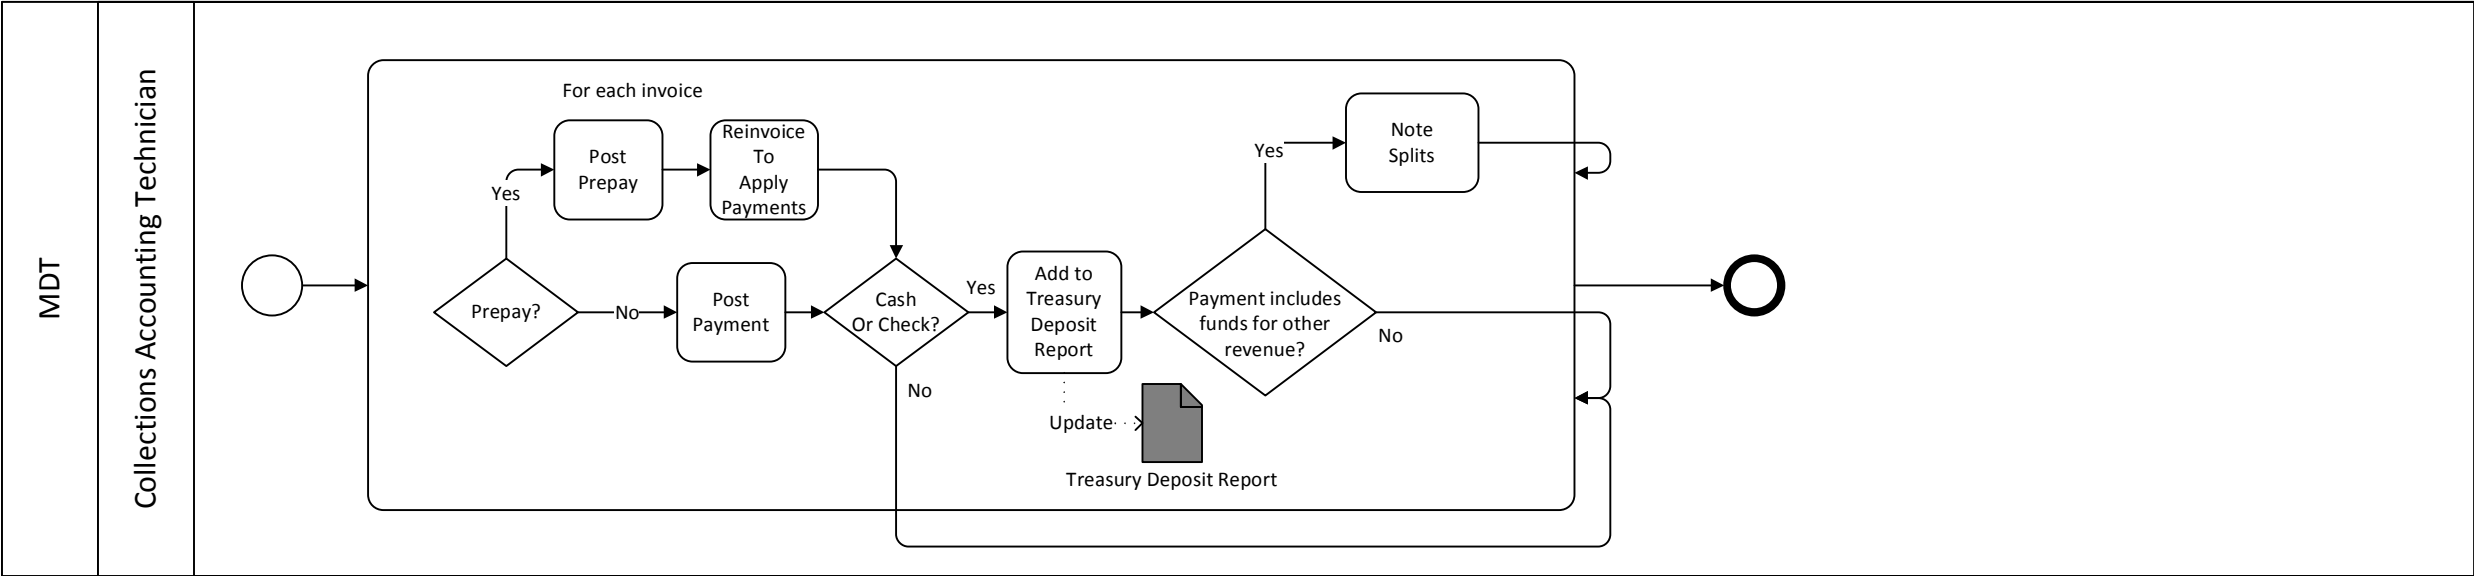 MDT
Collections Accounting Technician
For each invoice
Prepay?
Yes
Post
Prepay
Reinvoice
To
Apply
Payments
No
Post
Payment
Cash
Or Check?
Yes
No
Add to
Treasury
Deposit
Report
Update
Treasury Deposit Report
Payment includes
funds for other
revenue?
Yes
Note
Splits
No